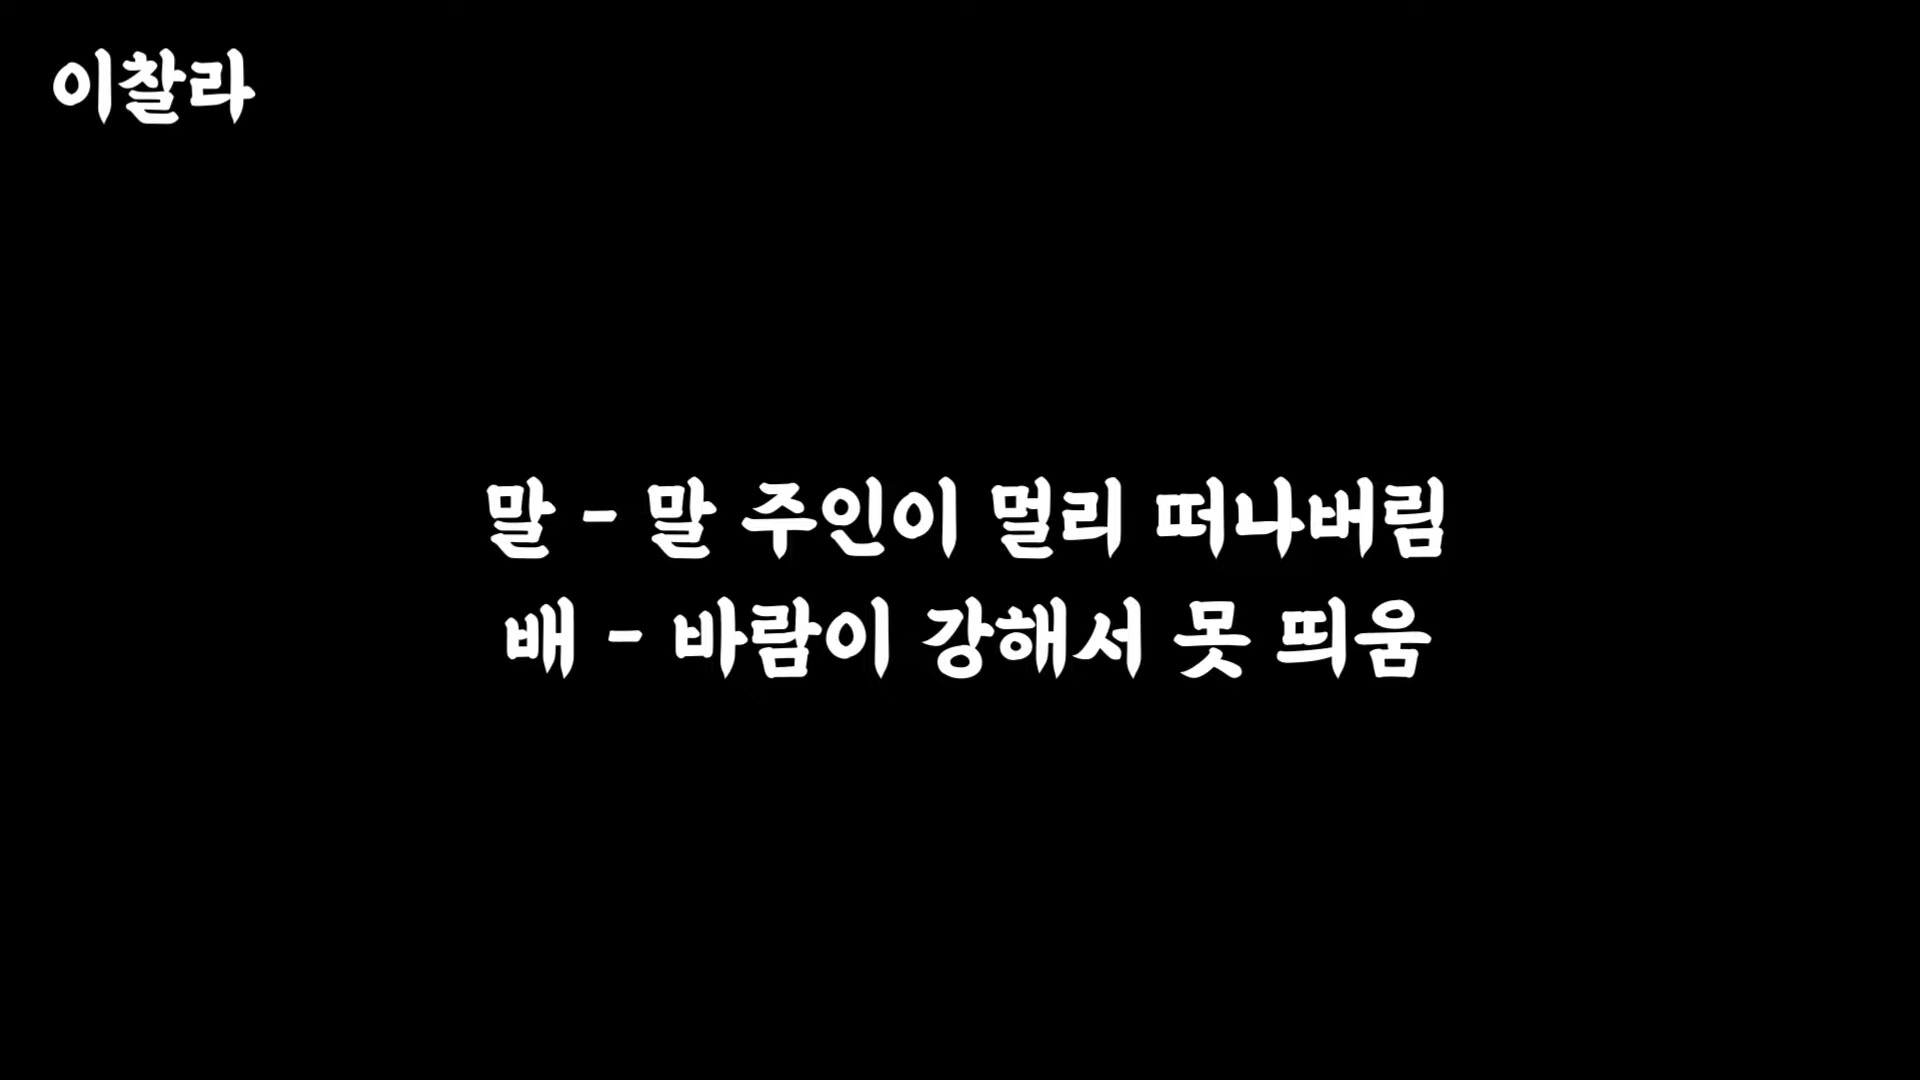 이찰라
말 - 말 주인이 멀리 떠나버림
배 - 바람이 강해서 못 띄움